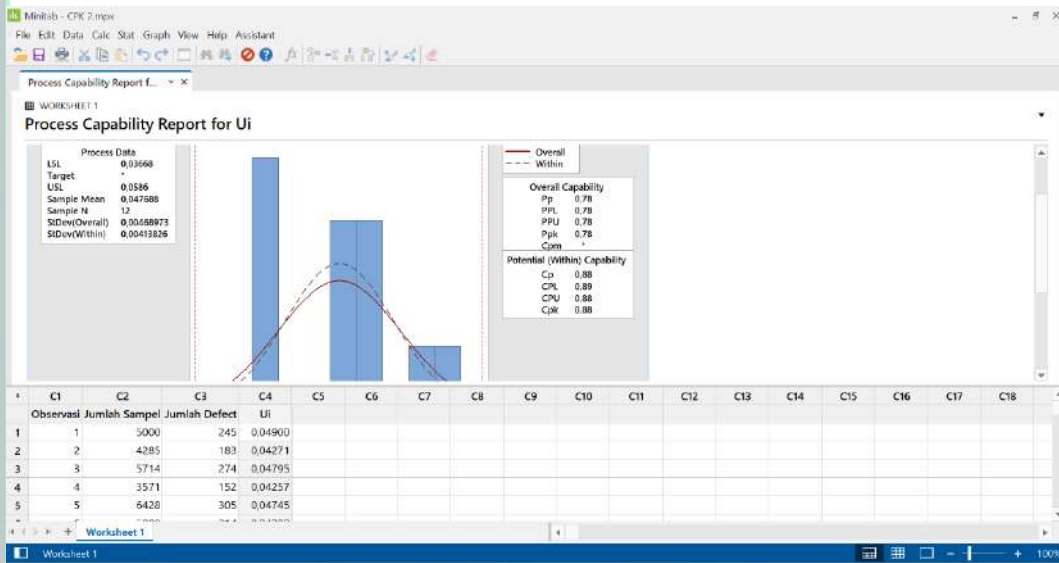 Minitab - CPK 2.mpx
File Edit Data Calc Stat Graph View Help Assistant
Process Capability Report f...
WORKSHEET 1
Process Capability Report for Ui
Process Data
LSL 0,03668
Target *
USL 0,0586
Sample Mean 0,047688
Sample N 12
StDev(Overall) 0,00468973
StDev(Within) 0,00413826
Overall
Within
Overall Capability
Pp 0,78
PPL 0,78
PPU 0,78
Ppk 0,78
Cpm *
Potential (Within) Capability
Cp 0,88
CPL 0,89
CPU 0,88
Cpk 0,88
C1 C2 C3 C4 C5 C6 C7 C8 C9 C10 C11 C12 C13 C14 C15 C16 C17 C18
Observasi Jumlah Sampel Jumlah Defect Ui
1 1 5000 245 0,04900
2 2 4285 183 0,04271
3 3 5714 274 0,04795
4 4 3571 152 0,04257
5 5 6428 305 0,04745
Worksheet 1
Worksheet 1
100%